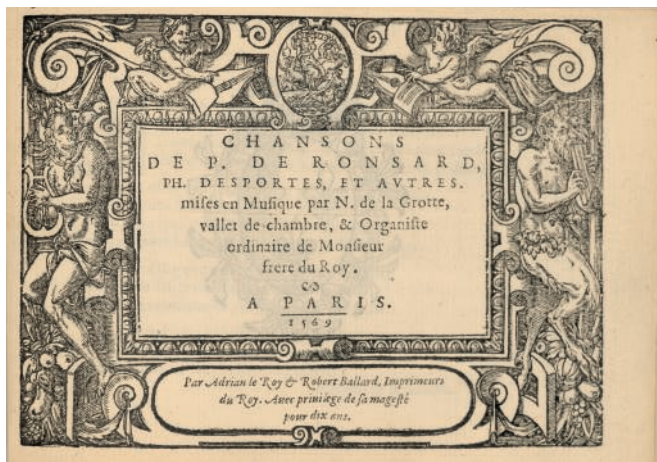 CHANSONS
DE P. DE RONSARD,
PH. DESPORTES, ET AVTRES.
mises en Musique par N. de la Grotte,
vallet de chambre, & Organiste
ordinaire de Monsieur
frere du Roy.
A PARIS.
1569
Par Adrian le Roy & Robert Ballard, Imprimeurs
du Roy. Auec priuilege de sa magesté
pour dix ans.